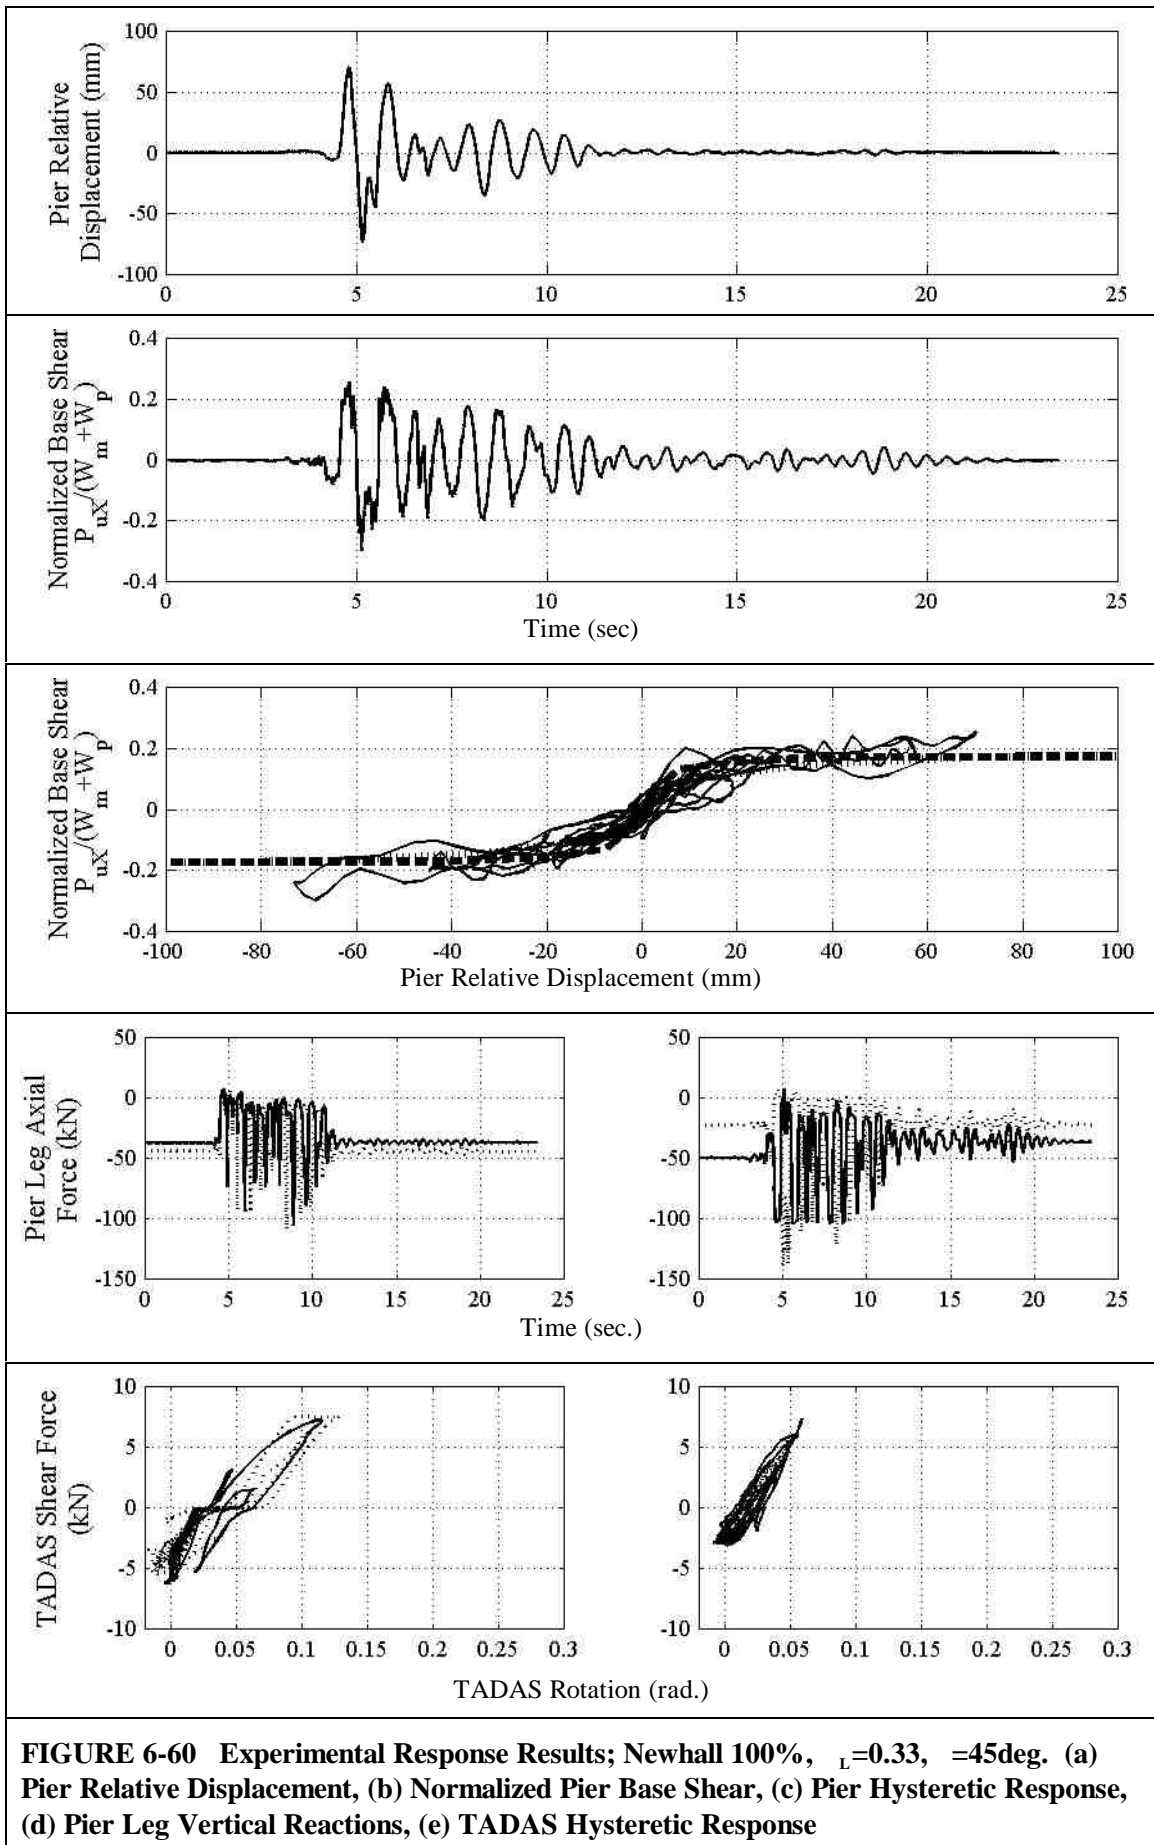 100
50
0
-50
-100
Pier Relative
Displacement (mm)
0 5 10 15 20 25
0.4
0.2
0
-0.2
-0.4
Normalized Base Shear
P_uX/(W_m+W_p)
0 5 10 15 20 25
Time (sec)
0.4
0.2
0
-0.2
-0.4
Normalized Base Shear
P_uX/(W_m+W_p)
-100 -80 -60 -40 -20 0 20 40 60 80 100
Pier Relative Displacement (mm)
50
0
-50
-100
-150
Pier Leg Axial
Force (kN)
0 5 10 15 20 25
50
0
-50
-100
-150
0 5 10 15 20 25
Time (sec.)
10
5
0
-5
-10
TADAS Shear Force
(kN)
0 0.05 0.1 0.15 0.2 0.25 0.3
10
5
0
-5
-10
0 0.05 0.1 0.15 0.2 0.25 0.3
TADAS Rotation (rad.)
FIGURE 6-60 Experimental Response Results; Newhall 100%, _L=0.33, =45deg. (a)
Pier Relative Displacement, (b) Normalized Pier Base Shear, (c) Pier Hysteretic Response,
(d) Pier Leg Vertical Reactions, (e) TADAS Hysteretic Response